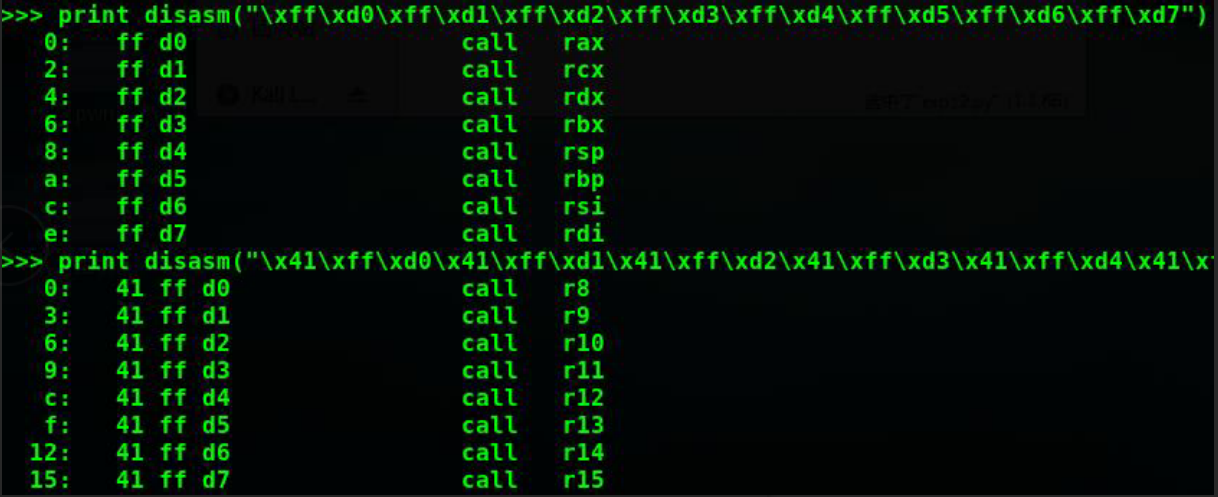 >>> print disasm("\xff\xd0\xff\xd1\xff\xd2\xff\xd3\xff\xd4\xff\xd5\xff\xd6\xff\xd7")
0: ff d0 call rax
2: ff d1 call rcx
4: ff d2 call rdx
6: ff d3 call rbx
8: ff d4 call rsp
a: ff d5 call rbp
c: ff d6 call rsi
e: ff d7 call rdi
>>> print disasm("\x41\xff\xd0\x41\xff\xd1\x41\xff\xd2\x41\xff\xd3\x41\xff\xd4\x41\x
0: 41 ff d0 call r8
3: 41 ff d1 call r9
6: 41 ff d2 call r10
9: 41 ff d3 call r11
c: 41 ff d4 call r12
f: 41 ff d5 call r13
12: 41 ff d6 call r14
15: 41 ff d7 call r15